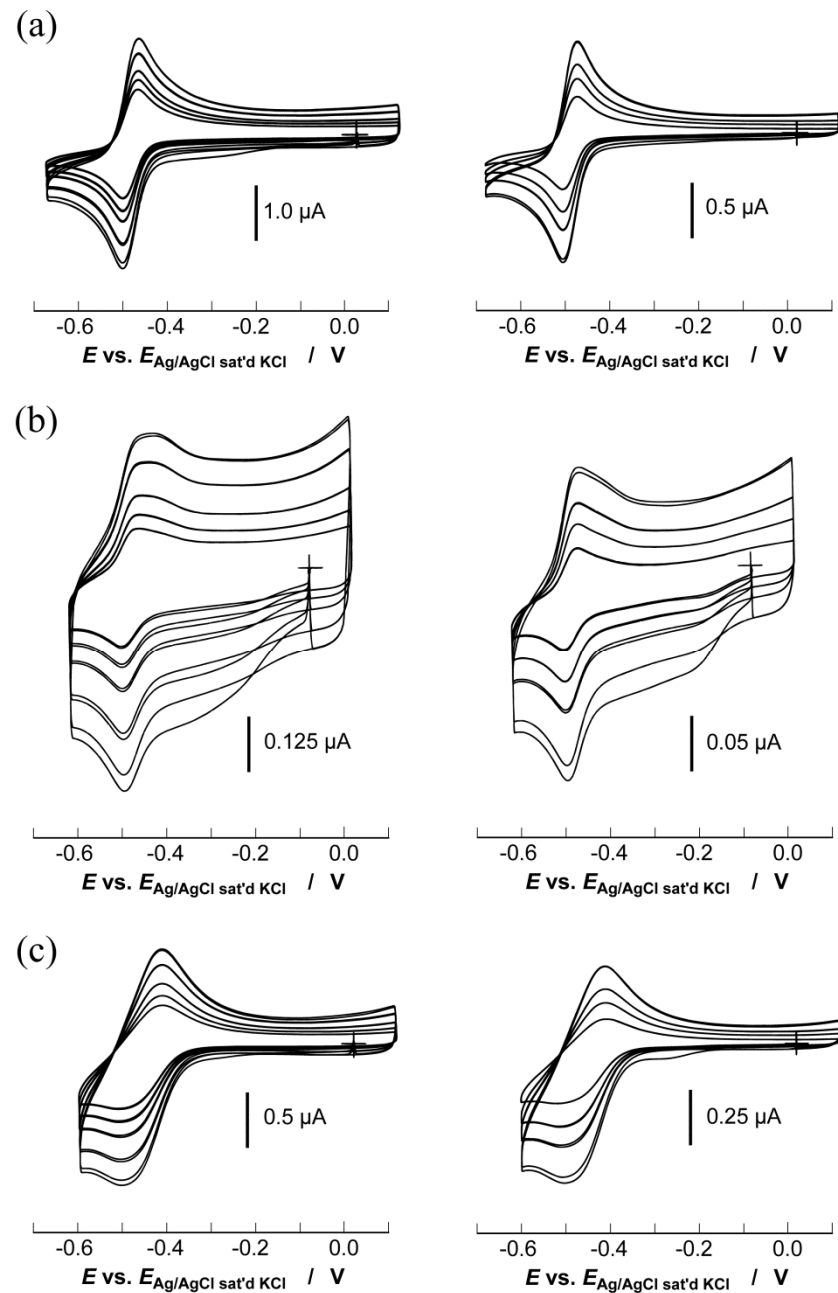 (a)
1.0 µA
0.5 µA
-0.6 -0.4 -0.2 0.0
-0.6 -0.4 -0.2 0.0
E vs. EAg/AgCl sat'd KCl / V
E vs. EAg/AgCl sat'd KCl / V
(b)
0.125 µA
0.05 µA
-0.6 -0.4 -0.2 0.0
-0.6 -0.4 -0.2 0.0
E vs. EAg/AgCl sat'd KCl / V
E vs. EAg/AgCl sat'd KCl / V
(c)
0.5 µA
0.25 µA
-0.6 -0.4 -0.2 0.0
-0.6 -0.4 -0.2 0.0
E vs. EAg/AgCl sat'd KCl / V
E vs. EAg/AgCl sat'd KCl / V